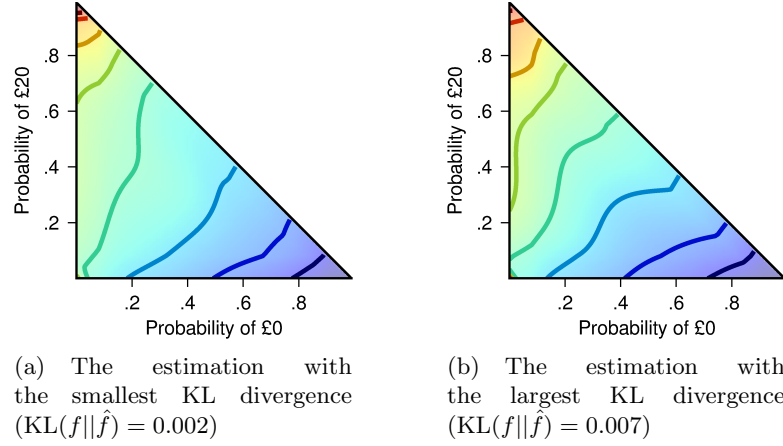 Probability of £20
.8
.6
.4
.2
.2 .4 .6 .8
Probability of £0
(a) The estimation with
the smallest KL divergence
(KL(f||f̂) = 0.002)
Probability of £20
.8
.6
.4
.2
.2 .4 .6 .8
Probability of £0
(b) The estimation with
the largest KL divergence
(KL(f||f̂) = 0.007)